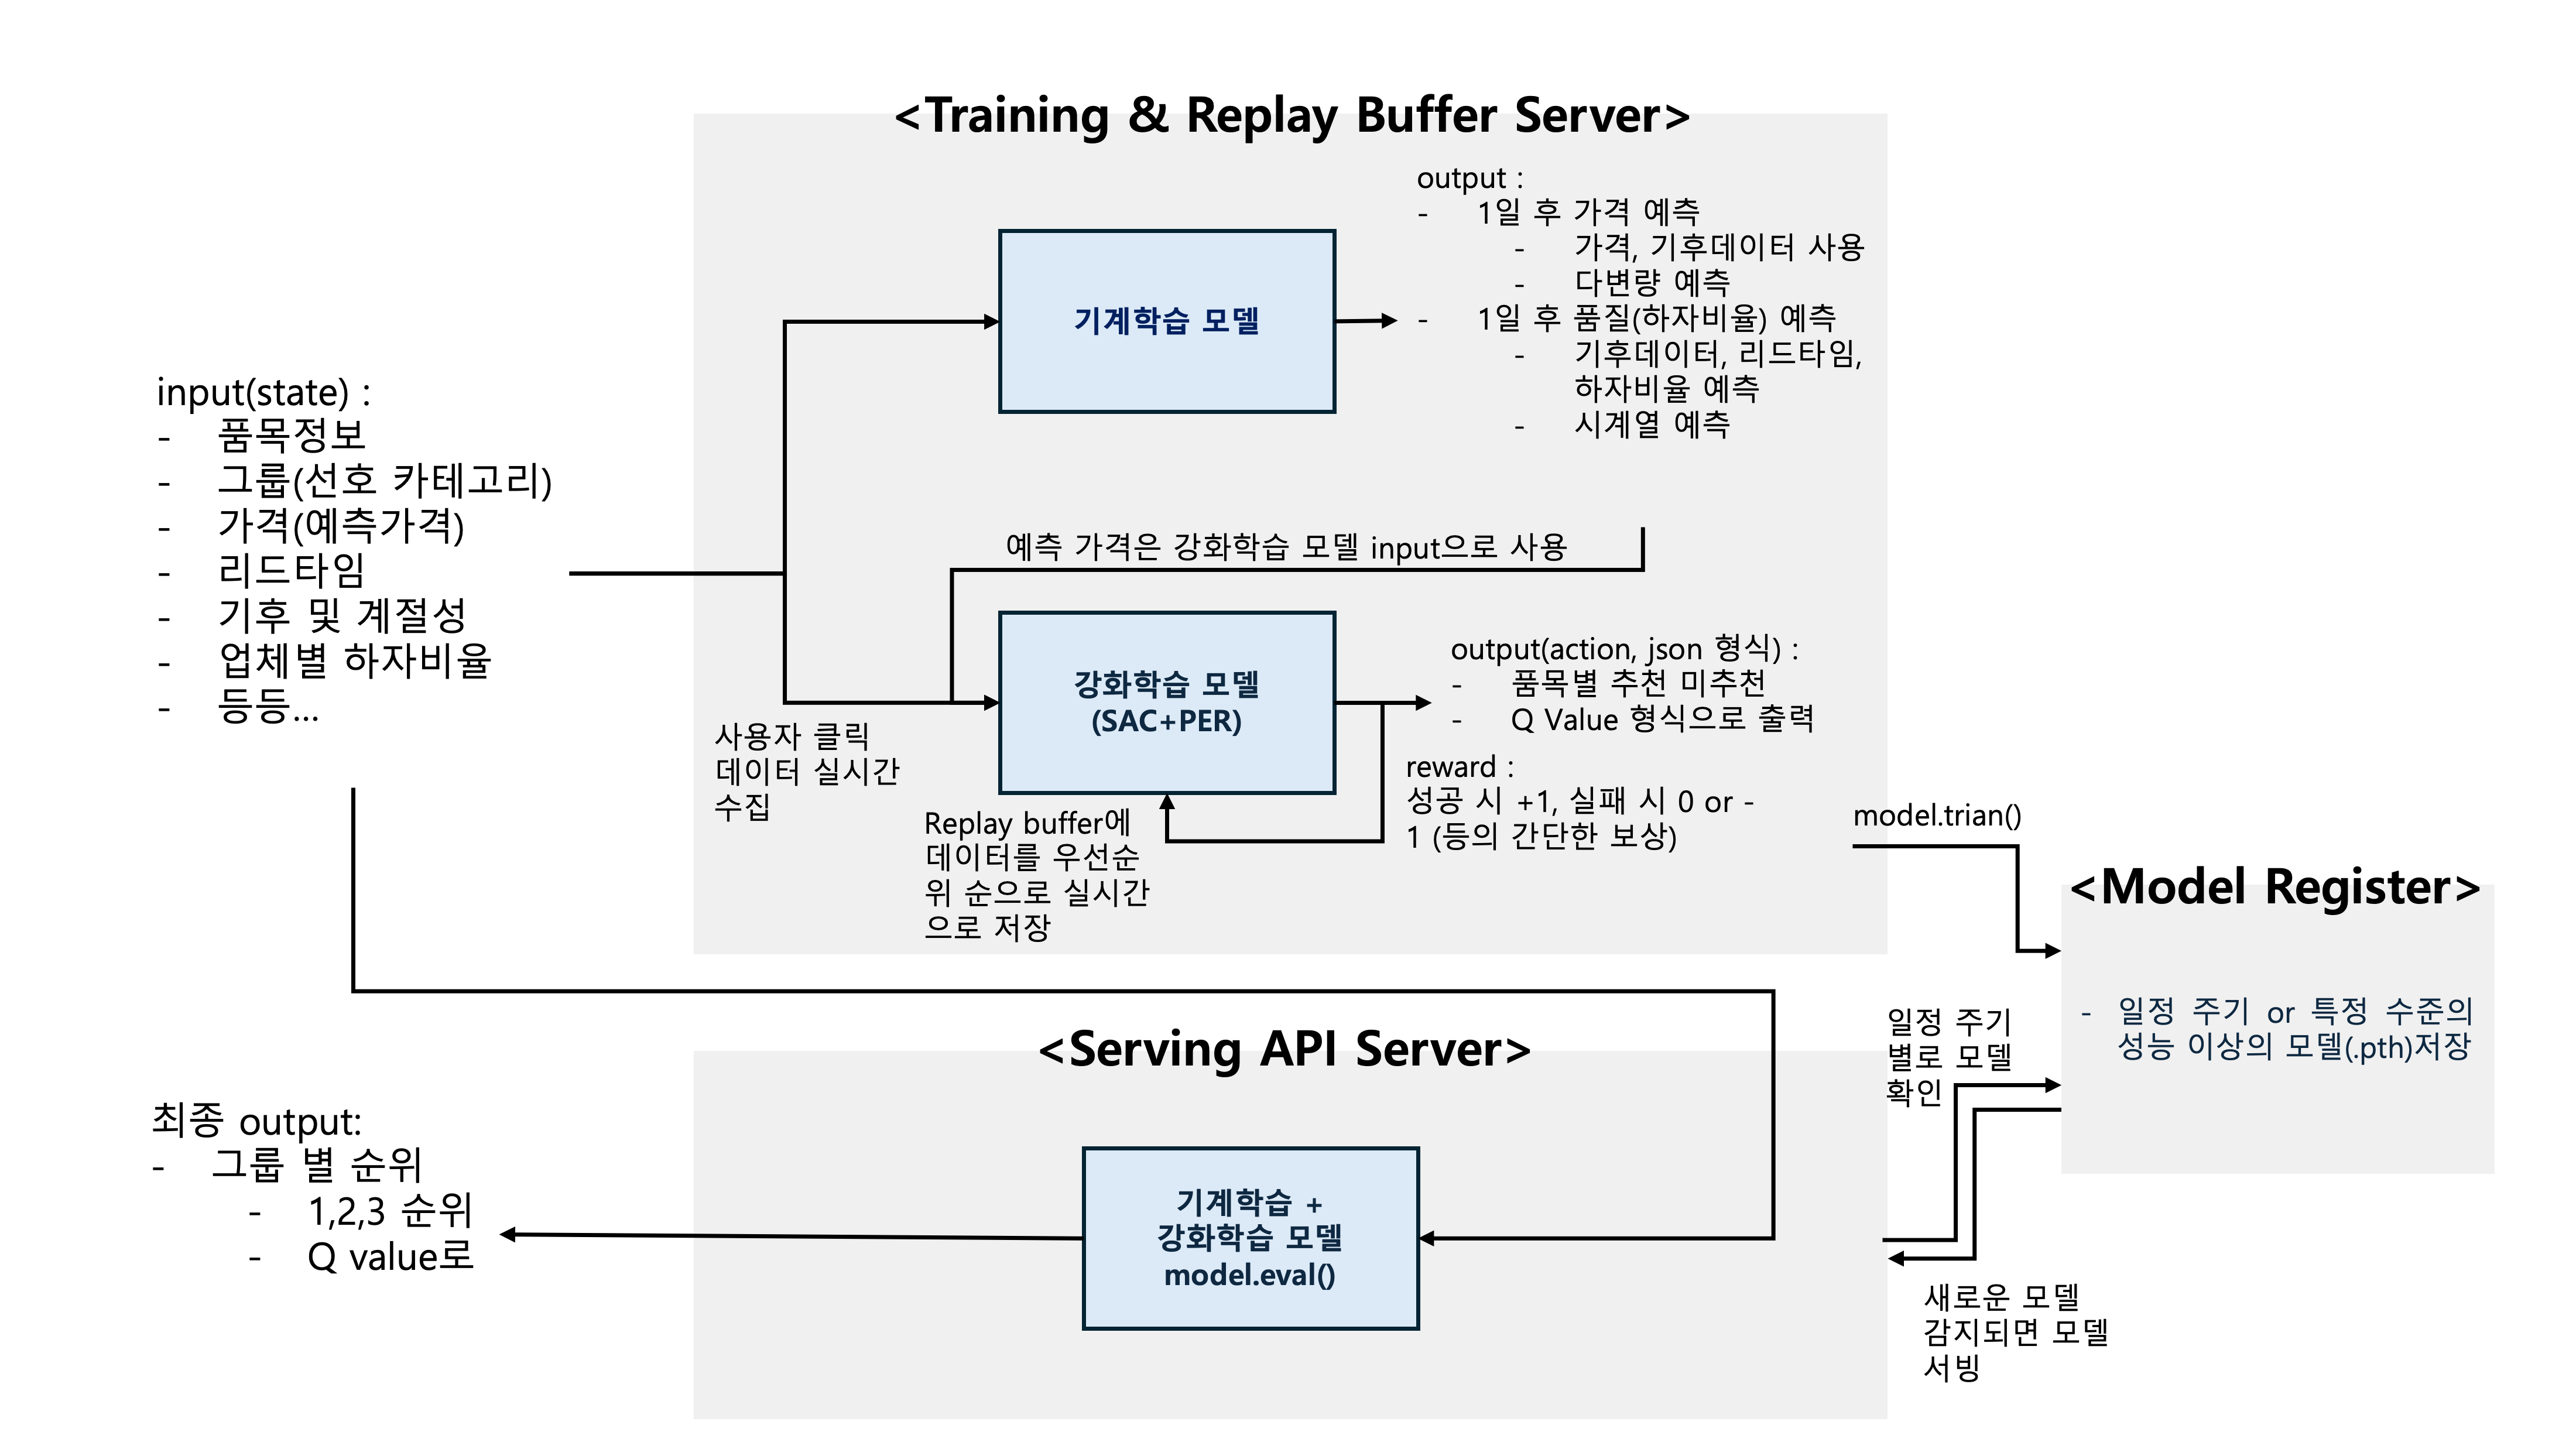 <Training & Replay Buffer Server>
output :
- 1일 후 가격 예측
- 가격, 기후데이터 사용
- 다변량 예측
- 1일 후 품질(하자비율) 예측
- 기후데이터, 리드타임,
하자비율 예측
- 시계열 예측
기계학습 모델
input(state) :
- 품목정보
- 그룹(선호 카테고리)
- 가격(예측가격)
- 리드타임
- 기후 및 계절성
- 업체별 하자비율
- 등등...
예측 가격은 강화학습 모델 input으로 사용
강화학습 모델
(SAC+PER)
output(action, json 형식) :
- 품목별 추천 미추천
- Q Value 형식으로 출력
사용자 클릭
데이터 실시간
수집
reward :
성공 시 +1, 실패 시 0 or -
1 (등의 간단한 보상)
Replay buffer에
데이터를 우선순
위 순으로 실시간
으로 저장
model.trian()
<Model Register>
- 일정 주기 or 특정 수준의
성능 이상의 모델(.pth)저장
일정 주기
별로 모델
확인
<Serving API Server>
기계학습 +
강화학습 모델
model.eval()
최종 output:
- 그룹 별 순위
- 1,2,3 순위
- Q value로
새로운 모델
감지되면 모델
서빙